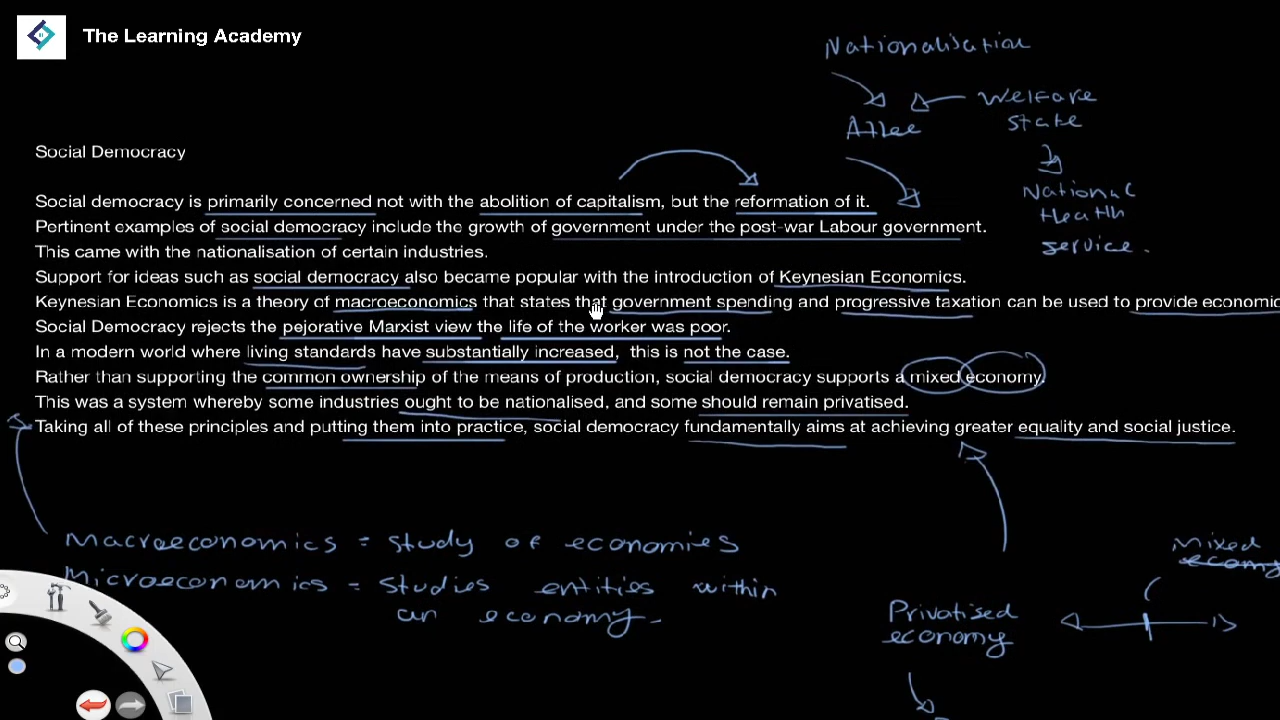 The Learning Academy
Nationalisation
Welfare
state
Atlee
National
Health
service.
Social Democracy
Social democracy is primarily concerned not with the abolition of capitalism, but the reformation of it.
Pertinent examples of social democracy include the growth of government under the post-war Labour government.
This came with the nationalisation of certain industries.
Support for ideas such as social democracy also became popular with the introduction of Keynesian Economics.
Keynesian Economics is a theory of macroeconomics that states that government spending and progressive taxation can be used to provide economic
Social Democracy rejects the pejorative Marxist view the life of the worker was poor.
In a modern world where living standards have substantially increased, this is not the case.
Rather than supporting the common ownership of the means of production, social democracy supports a mixed economy.
This was a system whereby some industries ought to be nationalised, and some should remain privatised.
Taking all of these principles and putting them into practice, social democracy fundamentally aims at achieving greater equality and social justice.
Macroeconomics = study of economies
Microeconomics = studies entities within
an economy.
Mixed
ecomy
Privatised
economy